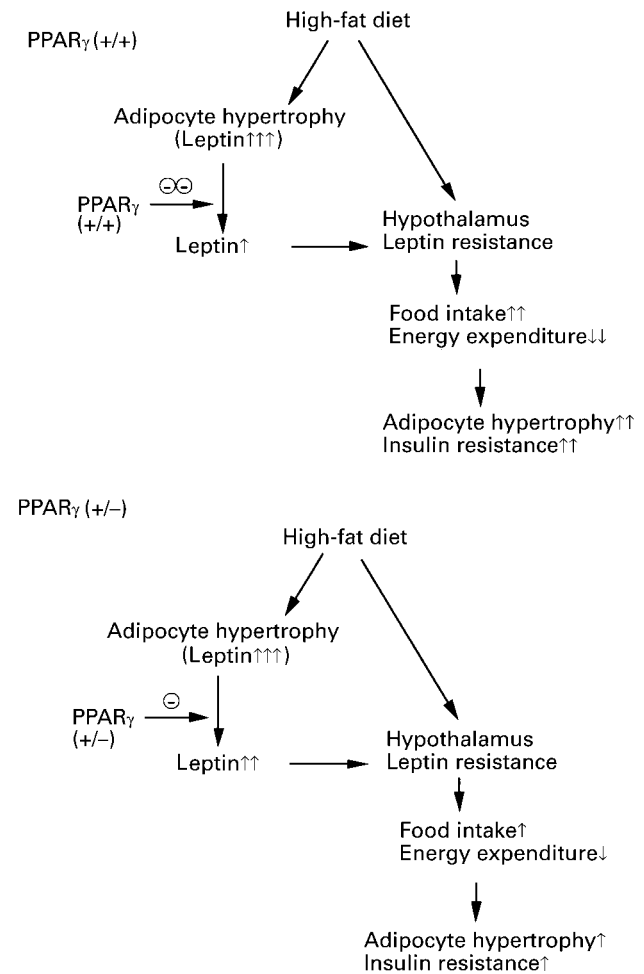 PPARγ (+/+)
High-fat diet
Adipocyte hypertrophy
(Leptin↑↑↑)
⊖⊖
PPARγ
(+/+)
Leptin↑
Hypothalamus
Leptin resistance
Food intake↑↑
Energy expenditure↓↓
Adipocyte hypertrophy↑↑
Insulin resistance↑↑
PPARγ (+/–)
High-fat diet
Adipocyte hypertrophy
(Leptin↑↑↑)
⊖
PPARγ
(+/–)
Leptin↑↑
Hypothalamus
Leptin resistance
Food intake↑
Energy expenditure↓
Adipocyte hypertrophy↑
Insulin resistance↑